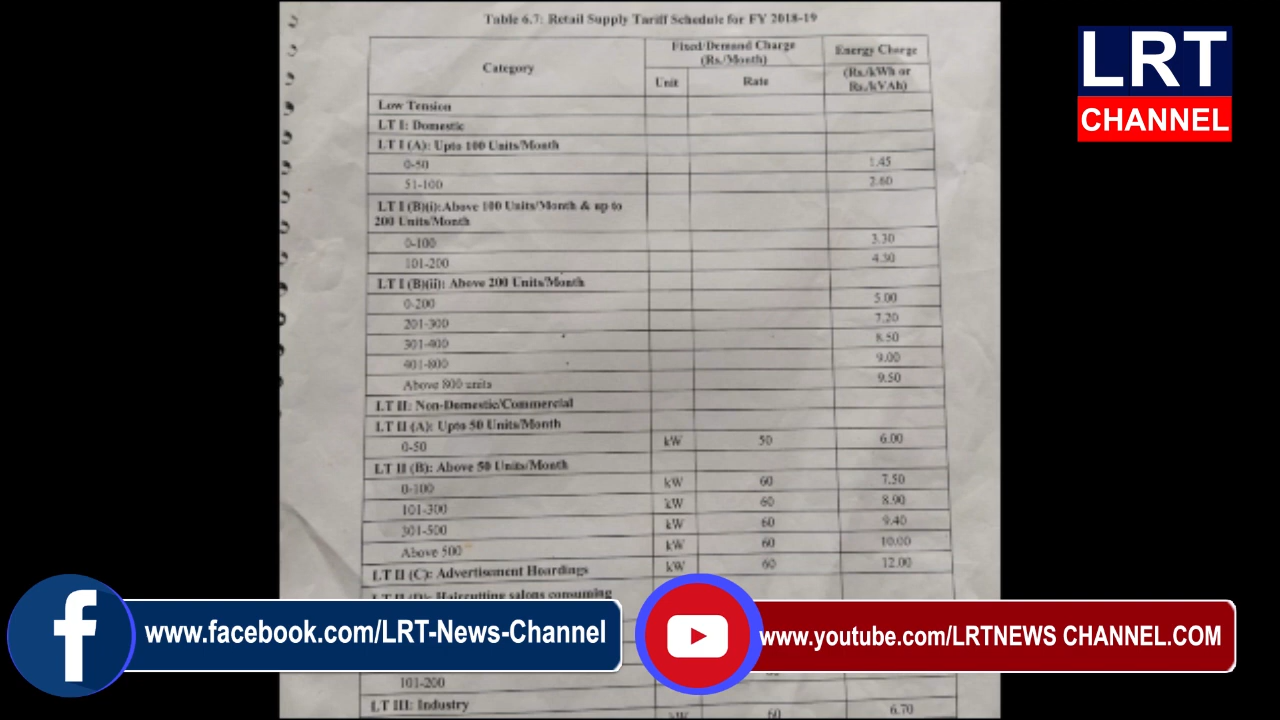 Table 6.7: Retail Supply Tariff Schedule for FY 2018-19
Category
Fixed/Demand Charge (Rs./Month)
Energy Charge
Unit
Rate
(Rs./kWh or Rs./kVAh)
Low Tension
LT I: Domestic
LT I (A): Upto 100 Units/Month
0-50 1.45
51-100 2.60
LT I (B)(i): Above 100 Units/Month & up to
200 Units/Month
0-100 3.30
101-200 4.30
LT I (B)(ii): Above 200 Units/Month
0-200 5.00
201-300 7.20
301-400 8.50
401-800 9.00
Above 800 units 9.50
LT II: Non-Domestic/Commercial
LT II (A): Upto 50 Units/Month
0-50 kW 50 6.00
LT II (B): Above 50 Units/Month
0-100 kW 60 7.50
101-300 kW 60 8.90
301-500 kW 60 9.40
Above 500 kW 60 10.00
LT II (C): Advertisement Hoardings kW 60 12.00
LT II (D): Haircutting salons consuming
101-200
LT III: Industry kW 60 6.70
LRT
CHANNEL
www.facebook.com/LRT-News-Channel
www.youtube.com/LRTNEWS CHANNEL.COM